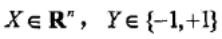 X∈Rⁿ, Y∈{-1,+1}